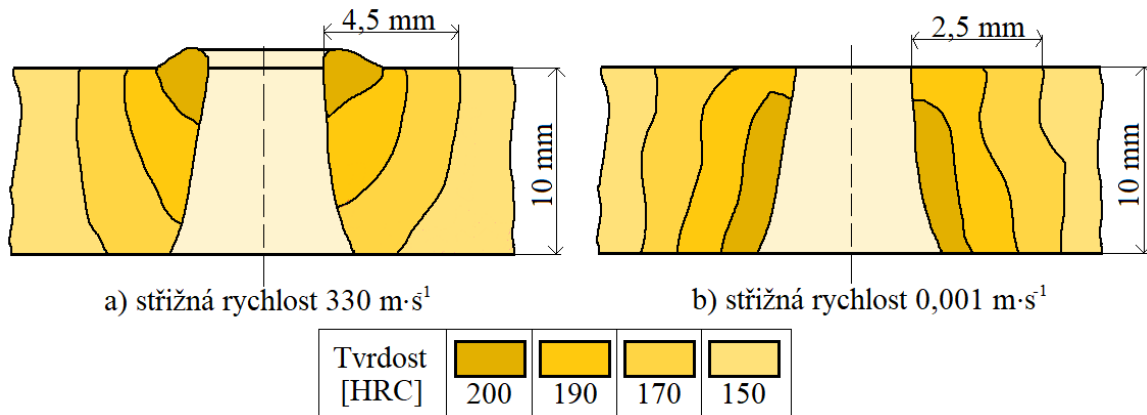 4,5 mm
10 mm
a) střižná rychlost 330 m·s⁻¹
2,5 mm
10 mm
b) střižná rychlost 0,001 m·s⁻¹
Tvrdost
[HRC]
200 190 170 150